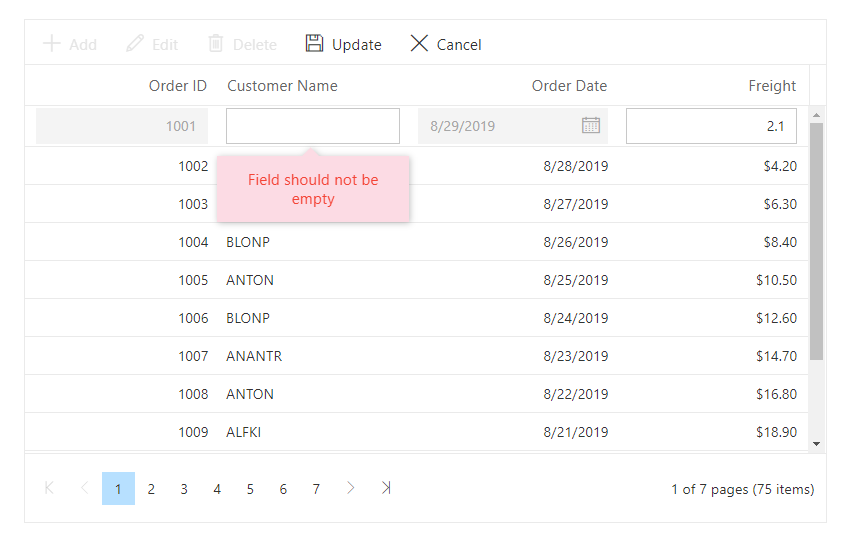 Add Edit Delete Update Cancel
Order ID Customer Name Order Date Freight
1001 8/29/2019 2.1
1002 8/28/2019 $4.20
Field should not be
empty
1003 8/27/2019 $6.30
1004 BLONP 8/26/2019 $8.40
1005 ANTON 8/25/2019 $10.50
1006 BLONP 8/24/2019 $12.60
1007 ANANTR 8/23/2019 $14.70
1008 ANTON 8/22/2019 $16.80
1009 ALFKI 8/21/2019 $18.90
1 2 3 4 5 6 7 1 of 7 pages (75 items)